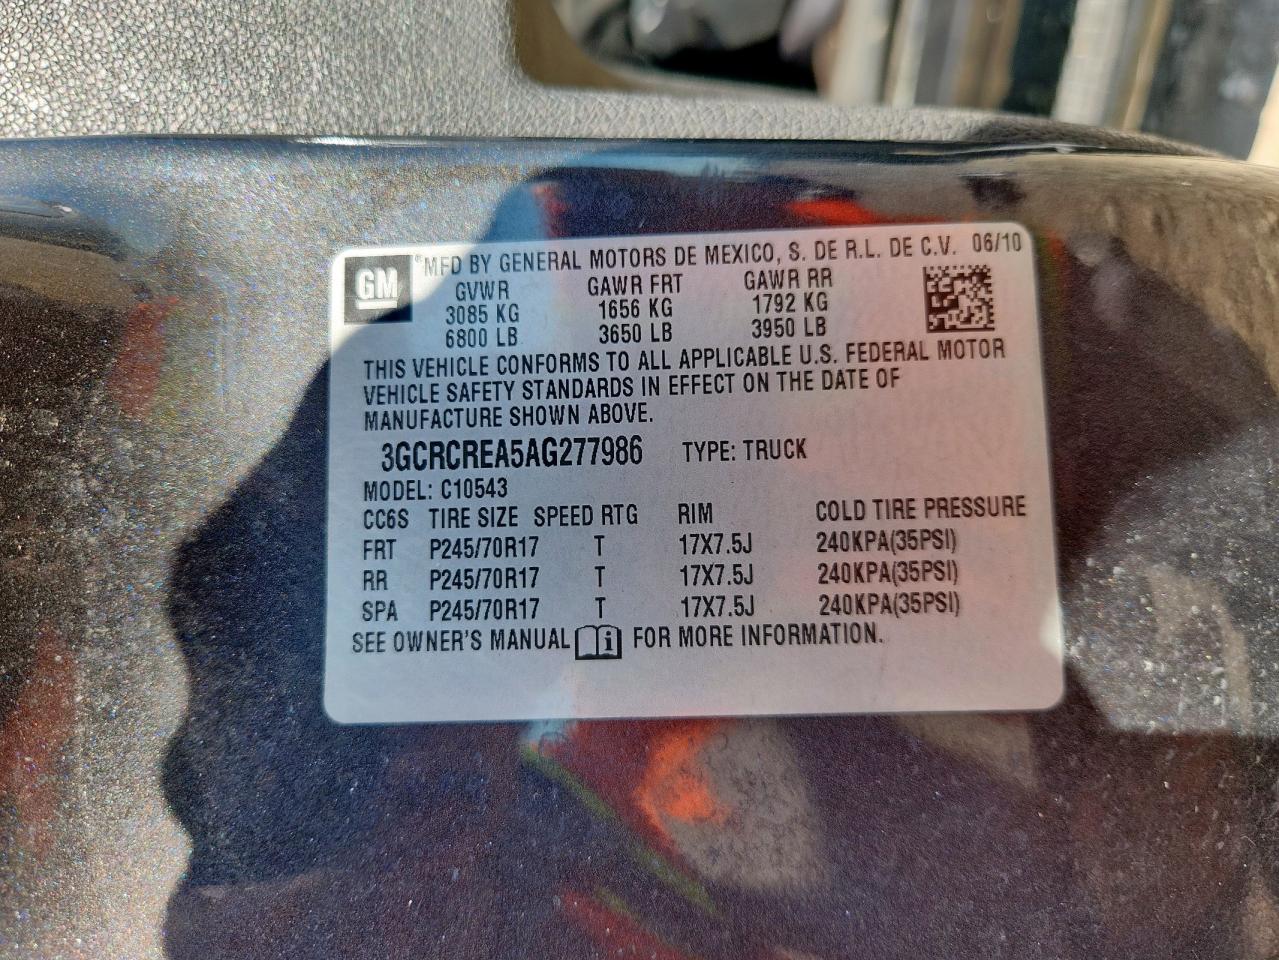 GM ®MFD BY GENERAL MOTORS DE MEXICO, S. DE R.L. DE C.V. 06/10
GVWR GAWR FRT GAWR RR
3085 KG 1656 KG 1792 KG
6800 LB 3650 LB 3950 LB
THIS VEHICLE CONFORMS TO ALL APPLICABLE U.S. FEDERAL MOTOR
VEHICLE SAFETY STANDARDS IN EFFECT ON THE DATE OF
MANUFACTURE SHOWN ABOVE.
3GCRCREA5AG277986 TYPE: TRUCK
MODEL: C10543
CC6S TIRE SIZE SPEED RTG RIM COLD TIRE PRESSURE
FRT P245/70R17 T 17X7.5J 240KPA(35PSI)
RR P245/70R17 T 17X7.5J 240KPA(35PSI)
SPA P245/70R17 T 17X7.5J 240KPA(35PSI)
SEE OWNER'S MANUAL i FOR MORE INFORMATION.